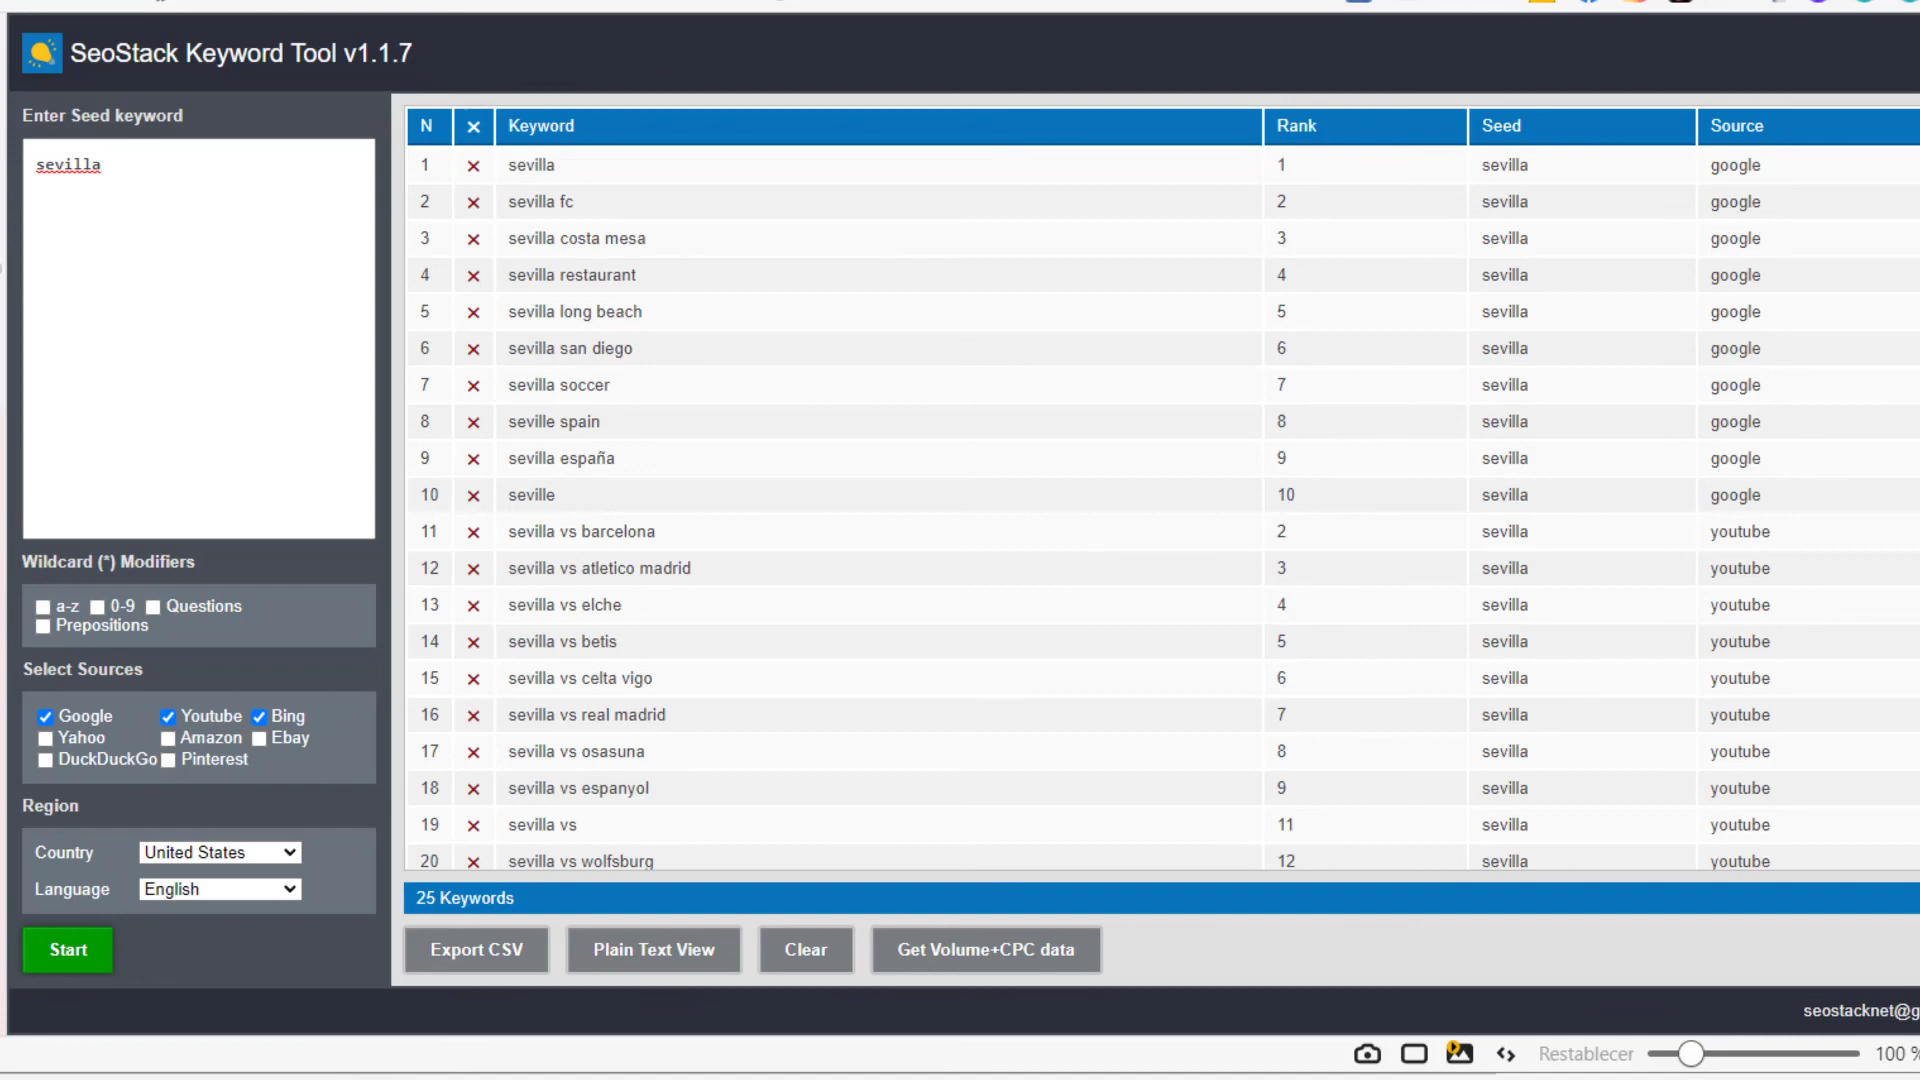 SeoStack Keyword Tool v1.1.7
Enter Seed keyword
sevilla
Wildcard (*) Modifiers
a-z 0-9 Questions
Prepositions
Select Sources
Google Youtube Bing
Yahoo Amazon Ebay
DuckDuckGo Pinterest
Region
Country United States
Language English
Start
N × Keyword Rank Seed Source
1 × sevilla 1 sevilla google
2 × sevilla fc 2 sevilla google
3 × sevilla costa mesa 3 sevilla google
4 × sevilla restaurant 4 sevilla google
5 × sevilla long beach 5 sevilla google
6 × sevilla san diego 6 sevilla google
7 × sevilla soccer 7 sevilla google
8 × seville spain 8 sevilla google
9 × sevilla españa 9 sevilla google
10 × seville 10 sevilla google
11 × sevilla vs barcelona 2 sevilla youtube
12 × sevilla vs atletico madrid 3 sevilla youtube
13 × sevilla vs elche 4 sevilla youtube
14 × sevilla vs betis 5 sevilla youtube
15 × sevilla vs celta vigo 6 sevilla youtube
16 × sevilla vs real madrid 7 sevilla youtube
17 × sevilla vs osasuna 8 sevilla youtube
18 × sevilla vs espanyol 9 sevilla youtube
19 × sevilla vs 11 sevilla youtube
20 × sevilla vs wolfsburg 12 sevilla youtube
25 Keywords
Export CSV Plain Text View Clear Get Volume+CPC data
seostacknet@g
Restablecer 100 %